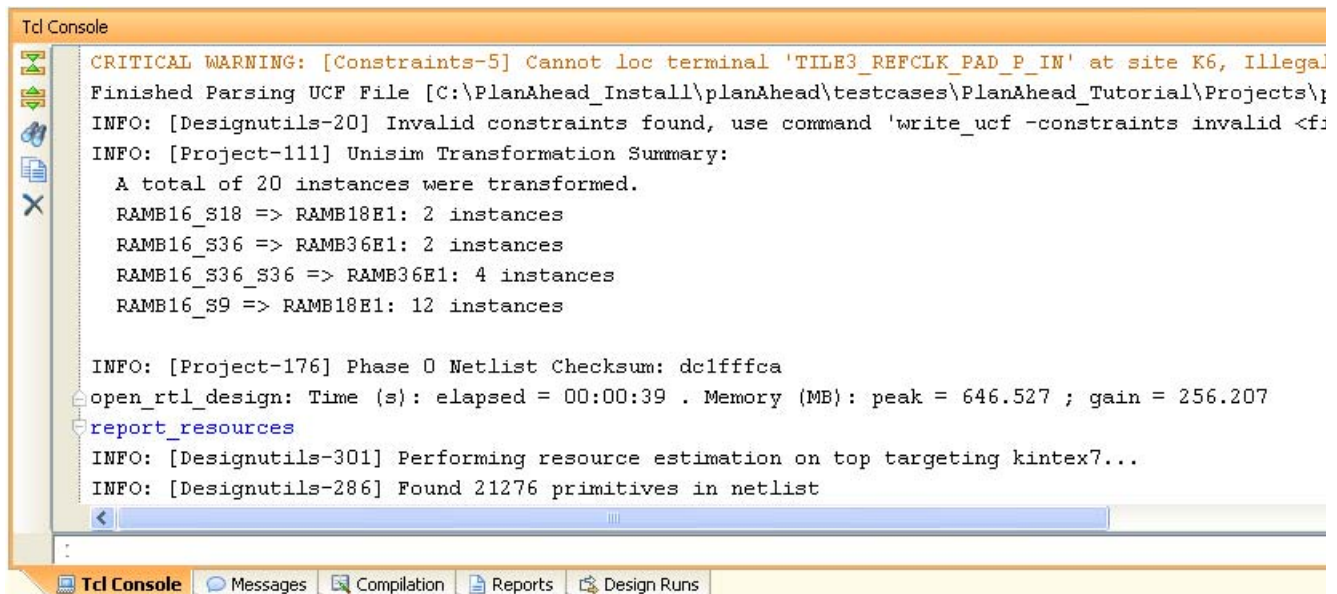 Tcl Console
CRITICAL WARNING: [Constraints-5] Cannot loc terminal 'TILE3_REFCLK_PAD_P_IN' at site K6, Illegal
Finished Parsing UCF File [C:\PlanAhead_Install\planAhead\testcases\PlanAhead_Tutorial\Projects\p
INFO: [Designutils-20] Invalid constraints found, use command 'write_ucf -constraints invalid <fi
INFO: [Project-111] Unisim Transformation Summary:
A total of 20 instances were transformed.
RAMB16_S18 => RAMB18E1: 2 instances
RAMB16_S36 => RAMB36E1: 2 instances
RAMB16_S36_S36 => RAMB36E1: 4 instances
RAMB16_S9 => RAMB18E1: 12 instances
INFO: [Project-176] Phase 0 Netlist Checksum: dc1fffca
open_rtl_design: Time (s): elapsed = 00:00:39 . Memory (MB): peak = 646.527 ; gain = 256.207
report_resources
INFO: [Designutils-301] Performing resource estimation on top targeting kintex7...
INFO: [Designutils-286] Found 21276 primitives in netlist
Tcl Console Messages Compilation Reports Design Runs